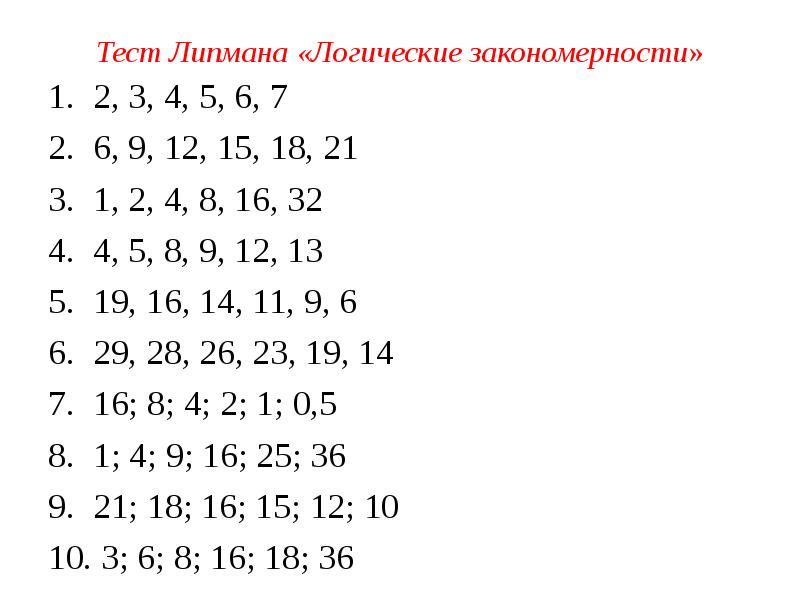 Тест Липмана «Логические закономерности»
1. 2, 3, 4, 5, 6, 7
2. 6, 9, 12, 15, 18, 21
3. 1, 2, 4, 8, 16, 32
4. 4, 5, 8, 9, 12, 13
5. 19, 16, 14, 11, 9, 6
6. 29, 28, 26, 23, 19, 14
7. 16; 8; 4; 2; 1; 0,5
8. 1; 4; 9; 16; 25; 36
9. 21; 18; 16; 15; 12; 10
10. 3; 6; 8; 16; 18; 36